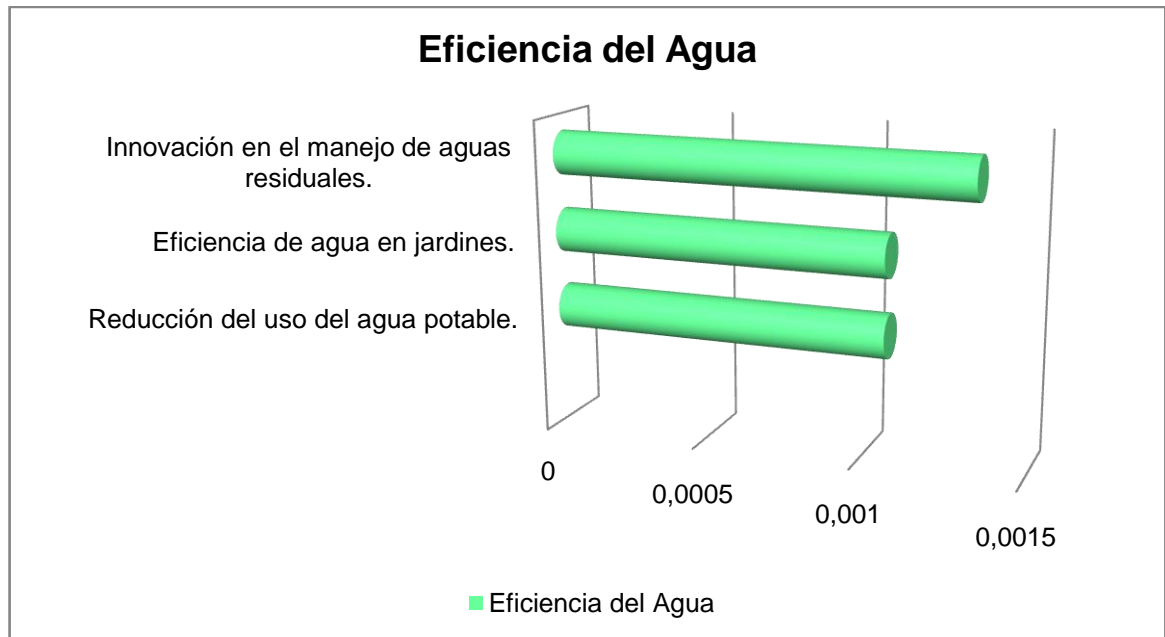 Eficiencia del Agua
Innovación en el manejo de aguas
residuales.
Eficiencia de agua en jardines.
Reducción del uso del agua potable.
0
0,0005
0,001
0,0015
Eficiencia del Agua